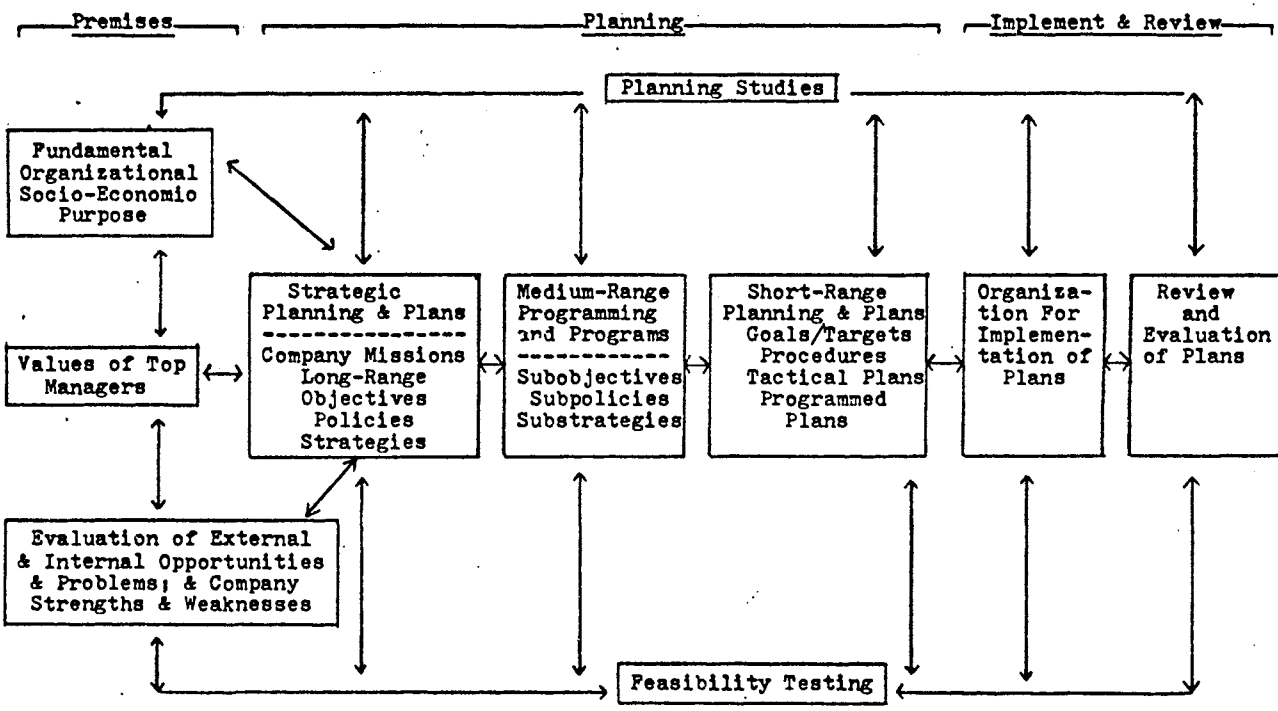 Premises
Planning
Implement & Review
Planning Studies
Fundamental
Organizational
Socio-Economic
Purpose
Values of Top
Managers
Evaluation of External
& Internal Opportunities
& Problems; & Company
Strengths & Weaknesses
Strategic
Planning & Plans
Company Missions
Long-Range
Objectives
Policies
Strategies
Medium-Range
Programming
and Programs
Subobjectives
Subpolicies
Substrategies
Short-Range
Planning & Plans
Goals/Targets
Procedures
Tactical Plans
Programmed
Plans
Organiza-
tion For
Implemen-
tation of
Plans
Review
and
Evaluation
of Plans
Feasibility Testing